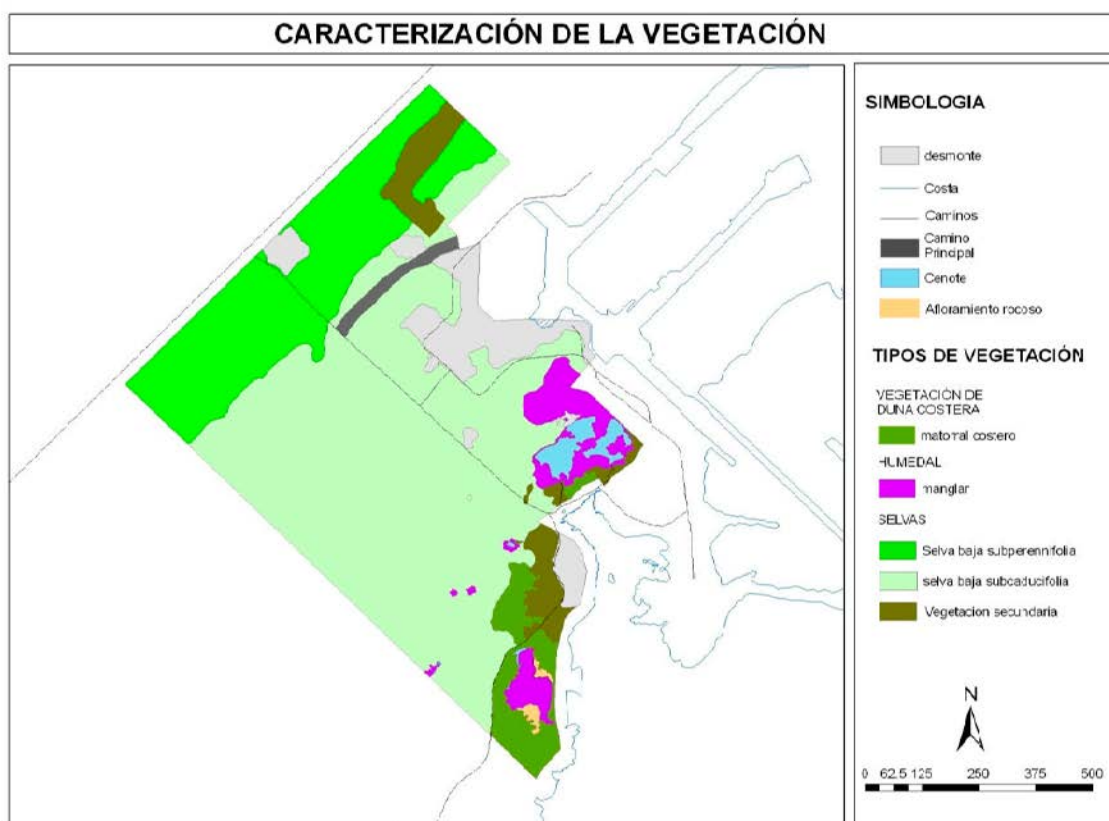 CARACTERIZACIÓN DE LA VEGETACIÓN
SIMBOLOGIA
desmonte
Costa
Caminos
Camino
Principal
Cenote
Afloramiento rocoso
TIPOS DE VEGETACIÓN
VEGETACIÓN DE
DUNA COSTERA
matorral costero
HUMEDAL
manglar
SELVAS
Selva baja subperennifolia
selva baja subcaducifolia
Vegetacion secundaria
N
0 62.5 125 250 375 500